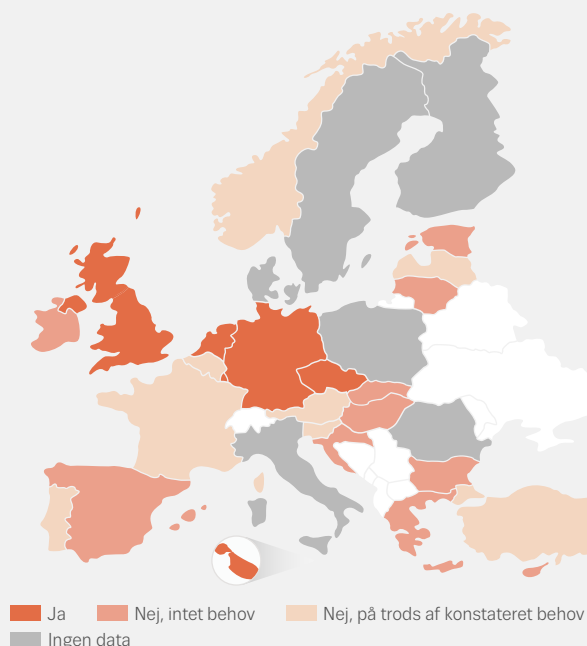 Ja Nej, intet behov Nej, på trods af konstateret behov
Ingen data